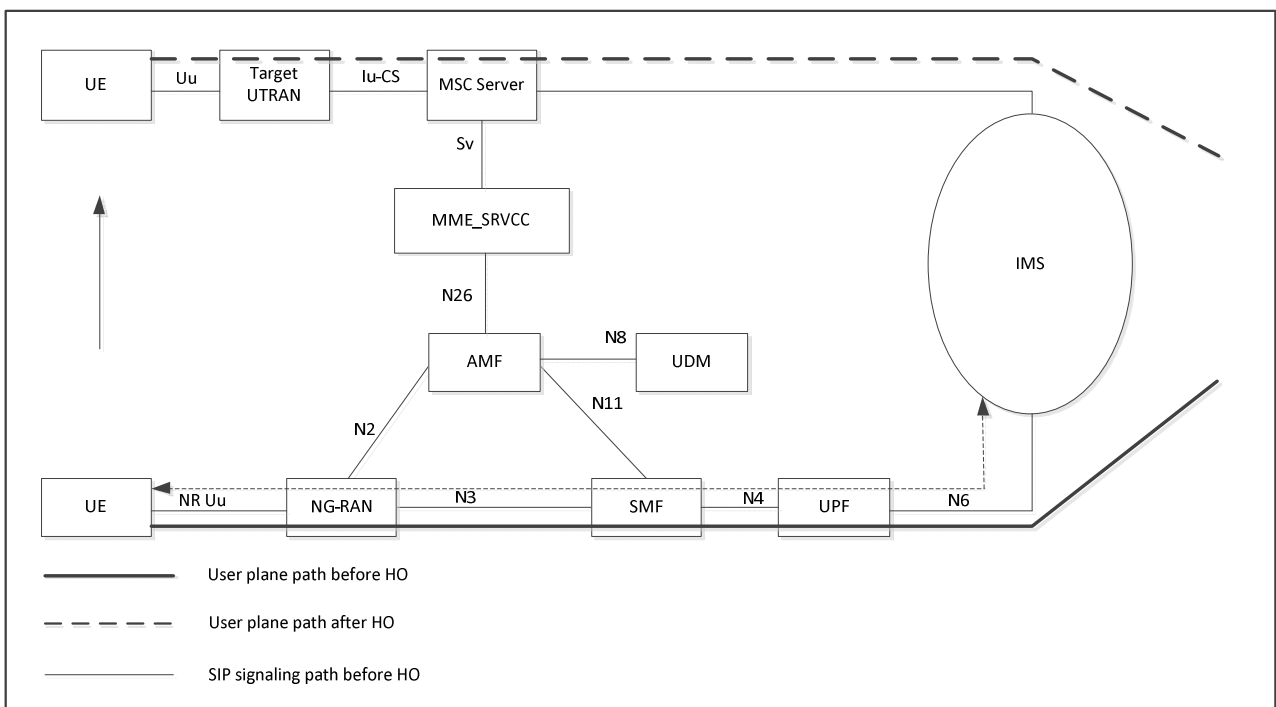 UE
Uu
Target
UTRAN
Iu-CS
MSC Server
Sv
MME_SRVCC
IMS
N26
N8
AMF
UDM
N11
N2
UE
NR Uu
NG-RAN
N3
SMF
N4
UPF
N6
User plane path before HO
User plane path after HO
SIP signaling path before HO